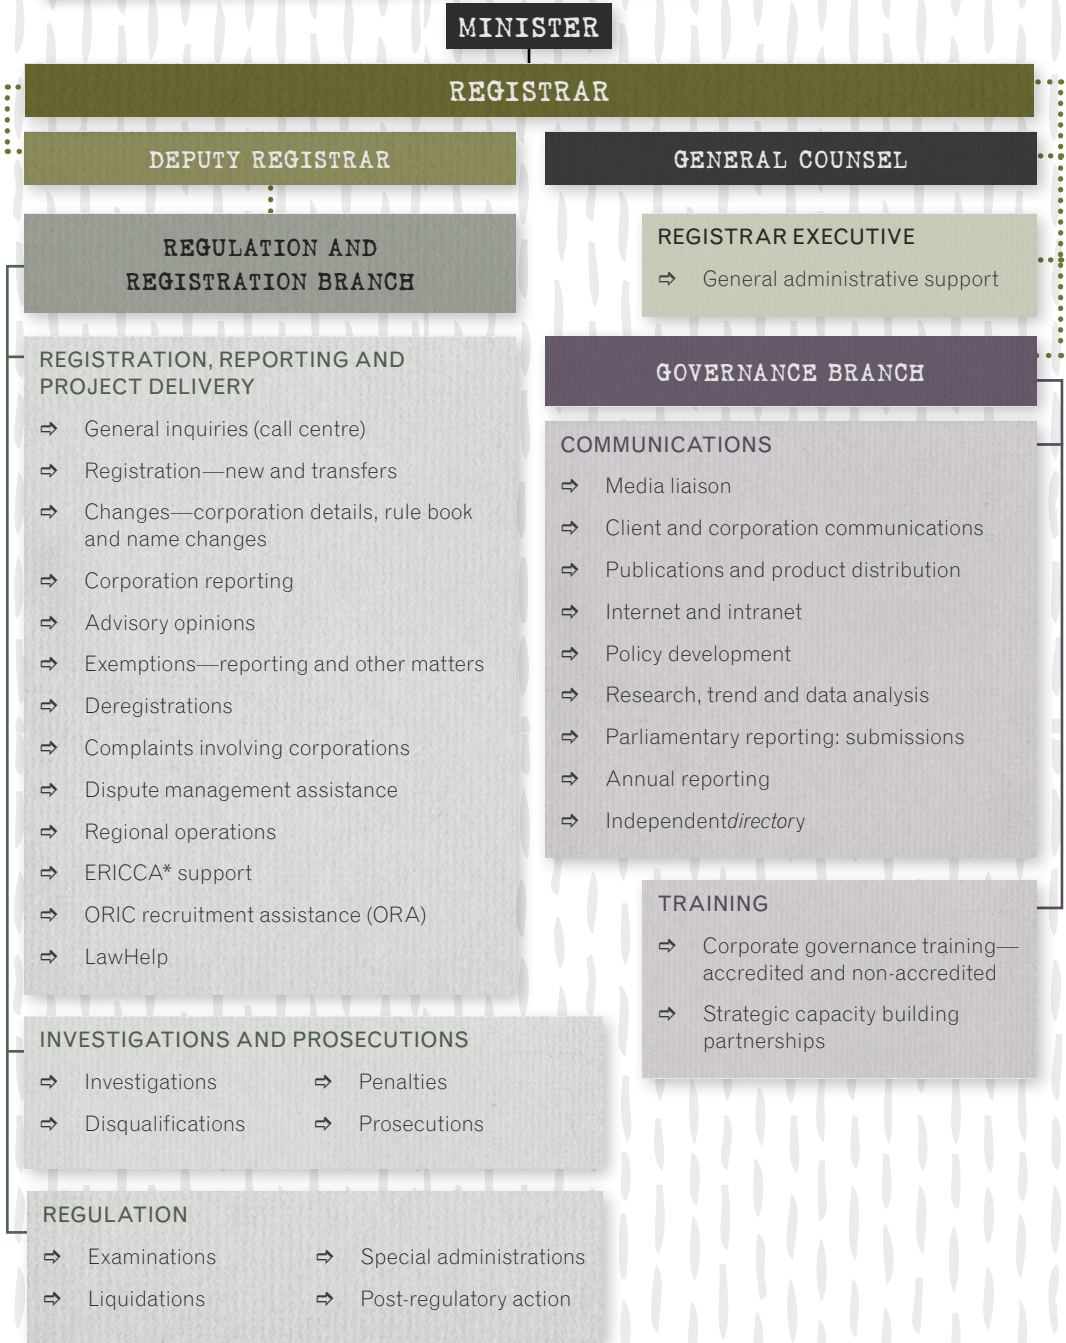 MINISTER
REGISTRAR
DEPUTY REGISTRAR
REGULATION AND
REGISTRATION BRANCH
REGISTRATION, REPORTING AND
PROJECT DELIVERY
⇨ General inquiries (call centre)
⇨ Registration—new and transfers
⇨ Changes—corporation details, rule book
and name changes
⇨ Corporation reporting
⇨ Advisory opinions
⇨ Exemptions—reporting and other matters
⇨ Deregistrations
⇨ Complaints involving corporations
⇨ Dispute management assistance
⇨ Regional operations
⇨ ERICCA* support
⇨ ORIC recruitment assistance (ORA)
⇨ LawHelp
INVESTIGATIONS AND PROSECUTIONS
⇨ Investigations ⇨ Penalties
⇨ Disqualifications ⇨ Prosecutions
REGULATION
⇨ Examinations ⇨ Special administrations
⇨ Liquidations ⇨ Post-regulatory action
GENERAL COUNSEL
REGISTRAR EXECUTIVE
⇨ General administrative support
GOVERNANCE BRANCH
COMMUNICATIONS
⇨ Media liaison
⇨ Client and corporation communications
⇨ Publications and product distribution
⇨ Internet and intranet
⇨ Policy development
⇨ Research, trend and data analysis
⇨ Parliamentary reporting: submissions
⇨ Annual reporting
⇨ Independentdirectory
TRAINING
⇨ Corporate governance training—
accredited and non-accredited
⇨ Strategic capacity building
partnerships